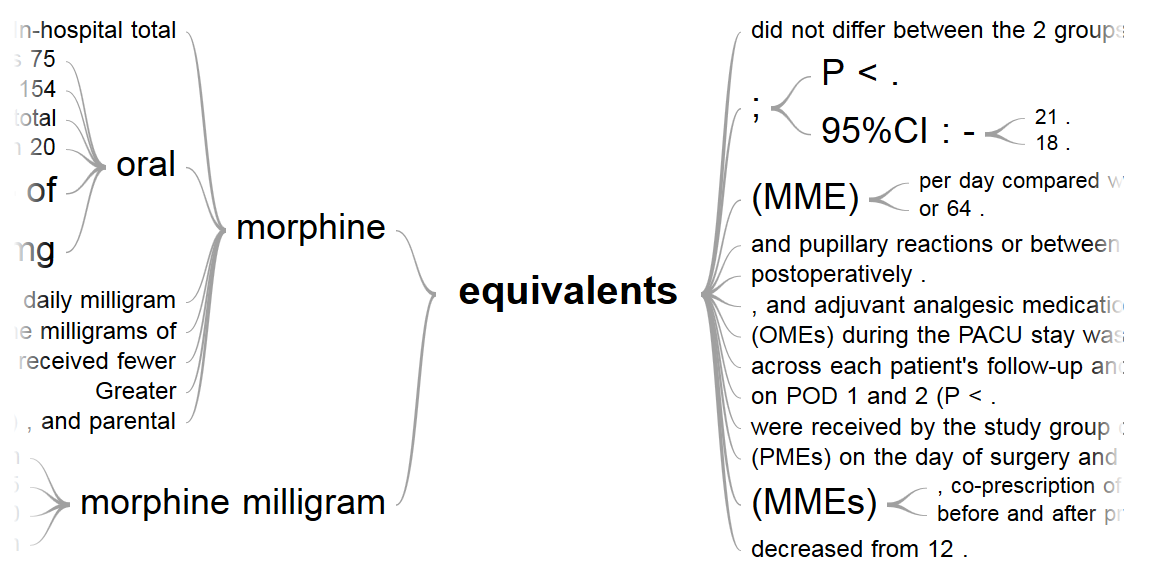 -hospital total
75
154
total
20
oral
of
mg
daily milligram
milligrams of
received fewer
Greater
, and parental
morphine
morphine milligram
equivalents
did not differ between the 2 groups
;
P < .
95%CI : -
21 .
18 .
(MME)
per day compared
or 64 .
and pupillary reactions or between
postoperatively .
, and adjuvant analgesic
(OMEs) during the PACU stay was
across each patient's follow-up and
on POD 1 and 2 (P < .
were received by the study group
(PMEs) on the day of surgery and
(MMEs)
, co-prescription of
before and after
decreased from 12 .